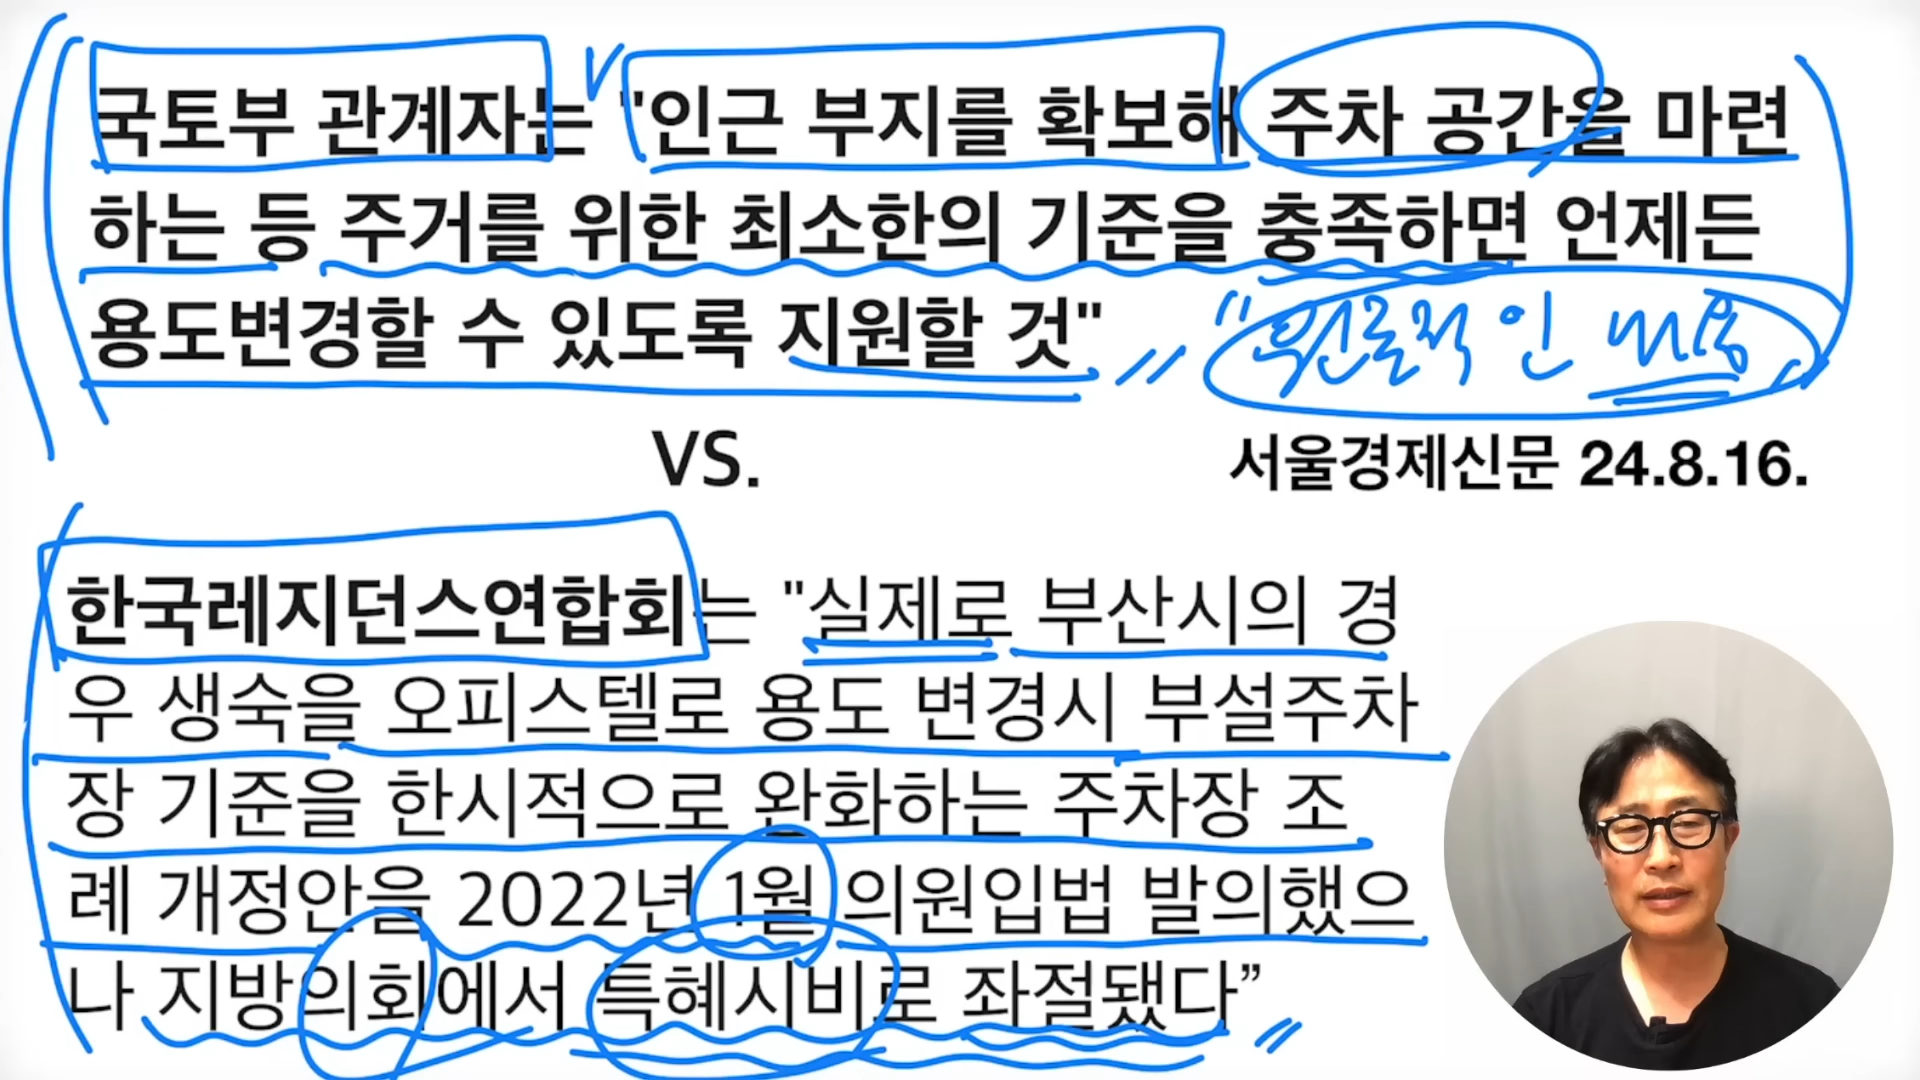 국토부 관계자는 "인근 부지를 확보해 주차 공간을 마련
하는 등 주거를 위한 최소한의 기준을 충족하면 언제든
용도변경할 수 있도록 지원할 것"
"원론적인 내용"
VS.
서울경제신문 24.8.16.
한국레지던스연합회는 "실제로 부산시의 경
우 생숙을 오피스텔로 용도 변경시 부설주차
장 기준을 한시적으로 완화하는 주차장 조
례 개정안을 2022년 1월 의원입법 발의했으
나 지방의회에서 특혜시비로 좌절됐다”